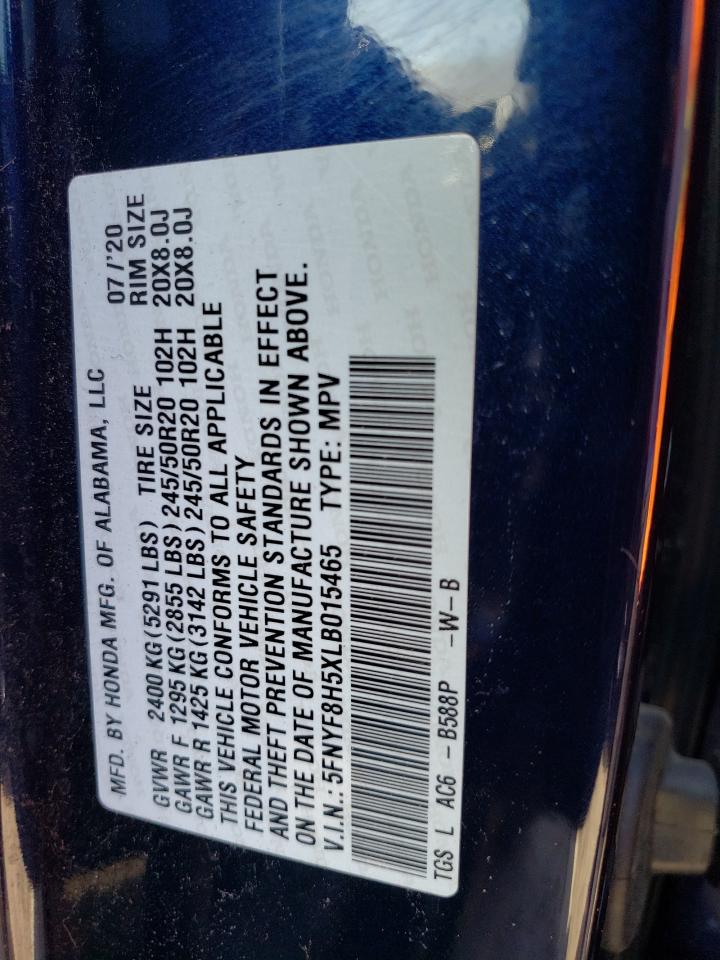 MFD. BY HONDA MFG. OF ALABAMA, LLC 07/'20
GVWR 2400 KG (5291 LBS) TIRE SIZE RIM SIZE
GAWR F 1295 KG (2855 LBS) 245/50R20 102H 20X8.0J
GAWR R 1425 KG (3142 LBS) 245/50R20 102H 20X8.0J
THIS VEHICLE CONFORMS TO ALL APPLICABLE
FEDERAL MOTOR VEHICLE SAFETY
AND THEFT PREVENTION STANDARDS IN EFFECT
ON THE DATE OF MANUFACTURE SHOWN ABOVE.
V.I.N.: 5FNYF8H5XLB015465 TYPE: MPV
TGS L AC6 -B588P -W-B